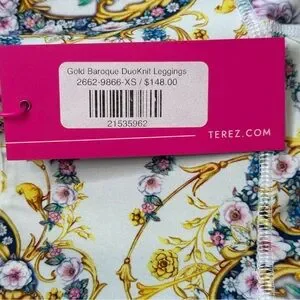 Gold Baroque DuoKnit Leggings
2662-9866-XS / $148.00
21535962
TEREZ.COM